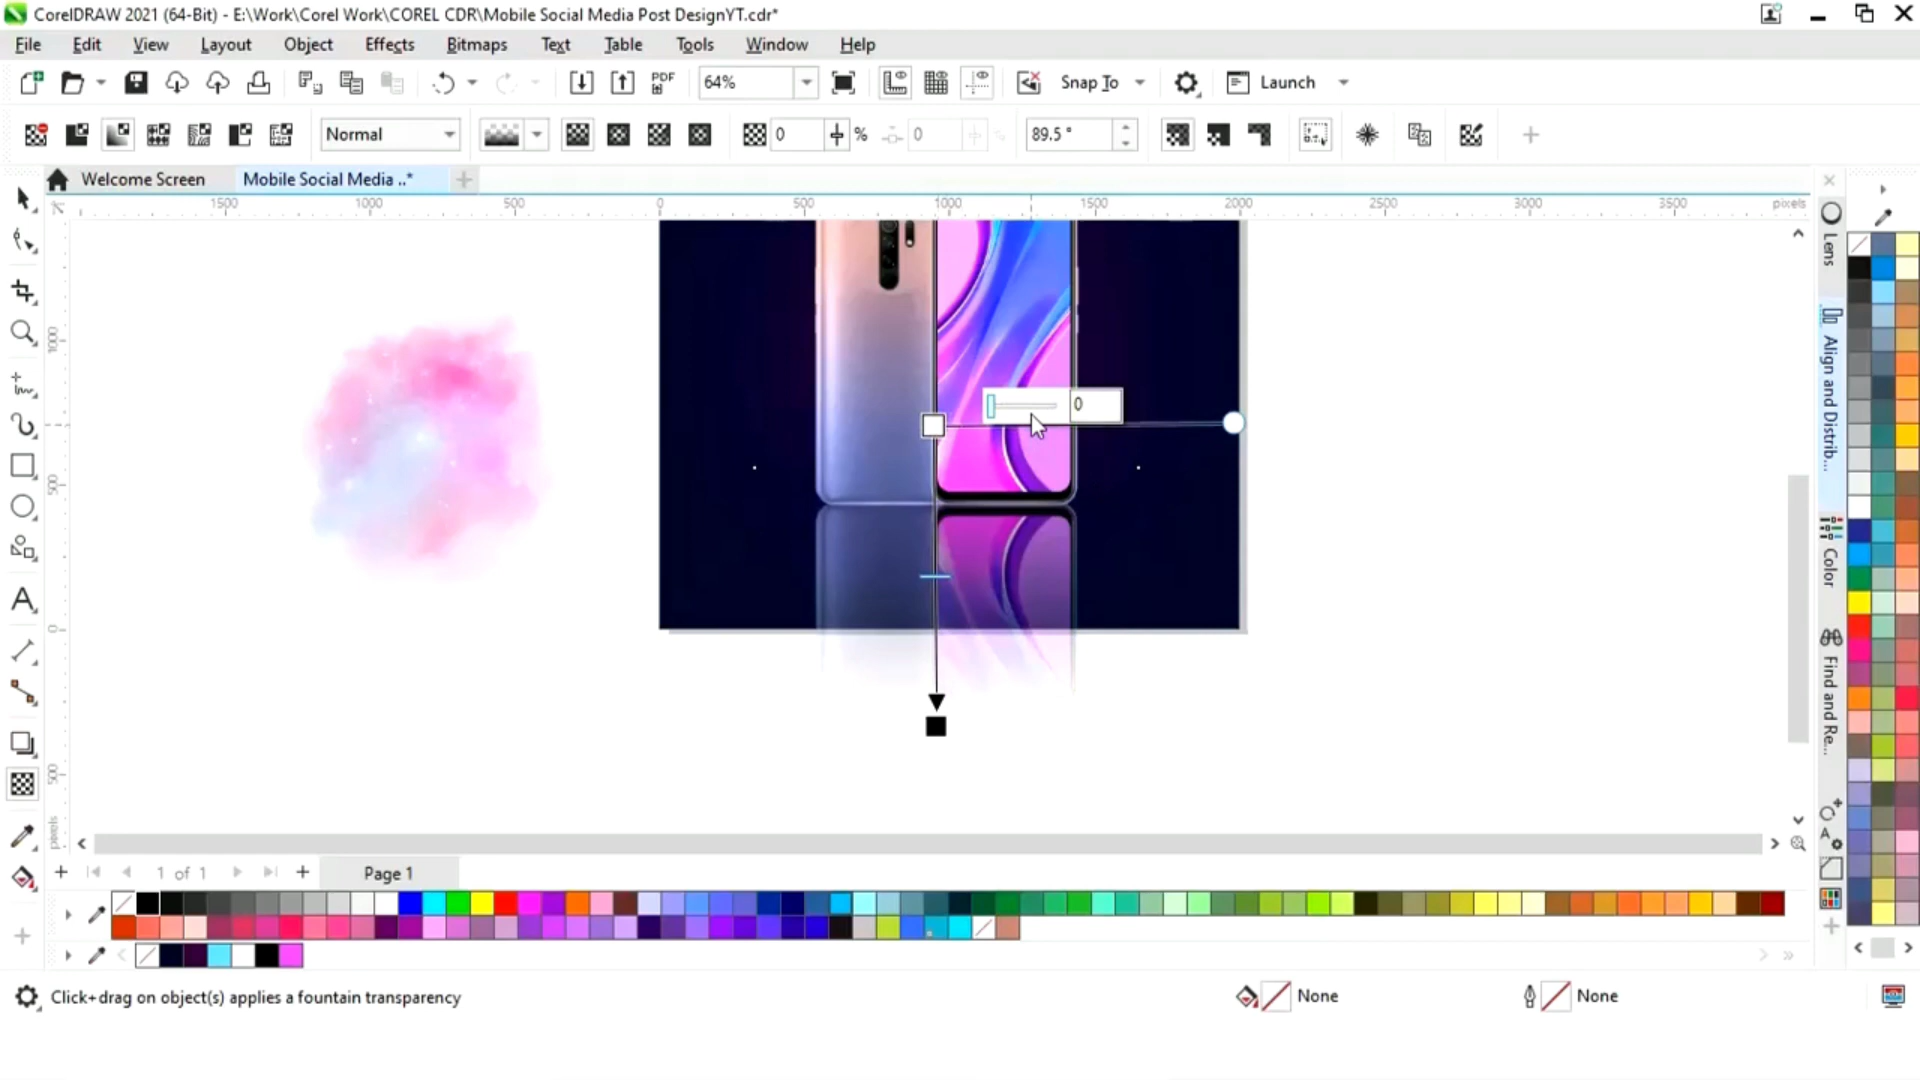 CorelDRAW 2021 (64-Bit) - E:\Work\Corel Work\COREL CDR\Mobile Social Media Post DesignYT.cdr*
File Edit View Layout Object Effects Bitmaps Text Table Tools Window Help
PDF 64% Snap To Launch
Normal 0 % 0 89.5 °
Welcome Screen Mobile Social Media ..*
1500 1000 500 0 500 1000 1500 2000 2500 3000 3500 pixels
Lens
Align and Distrib...
Color
Find and Re...
1000
500
0
500
pixels
0
1 of 1 Page 1
Click+drag on object(s) applies a fountain transparency None None